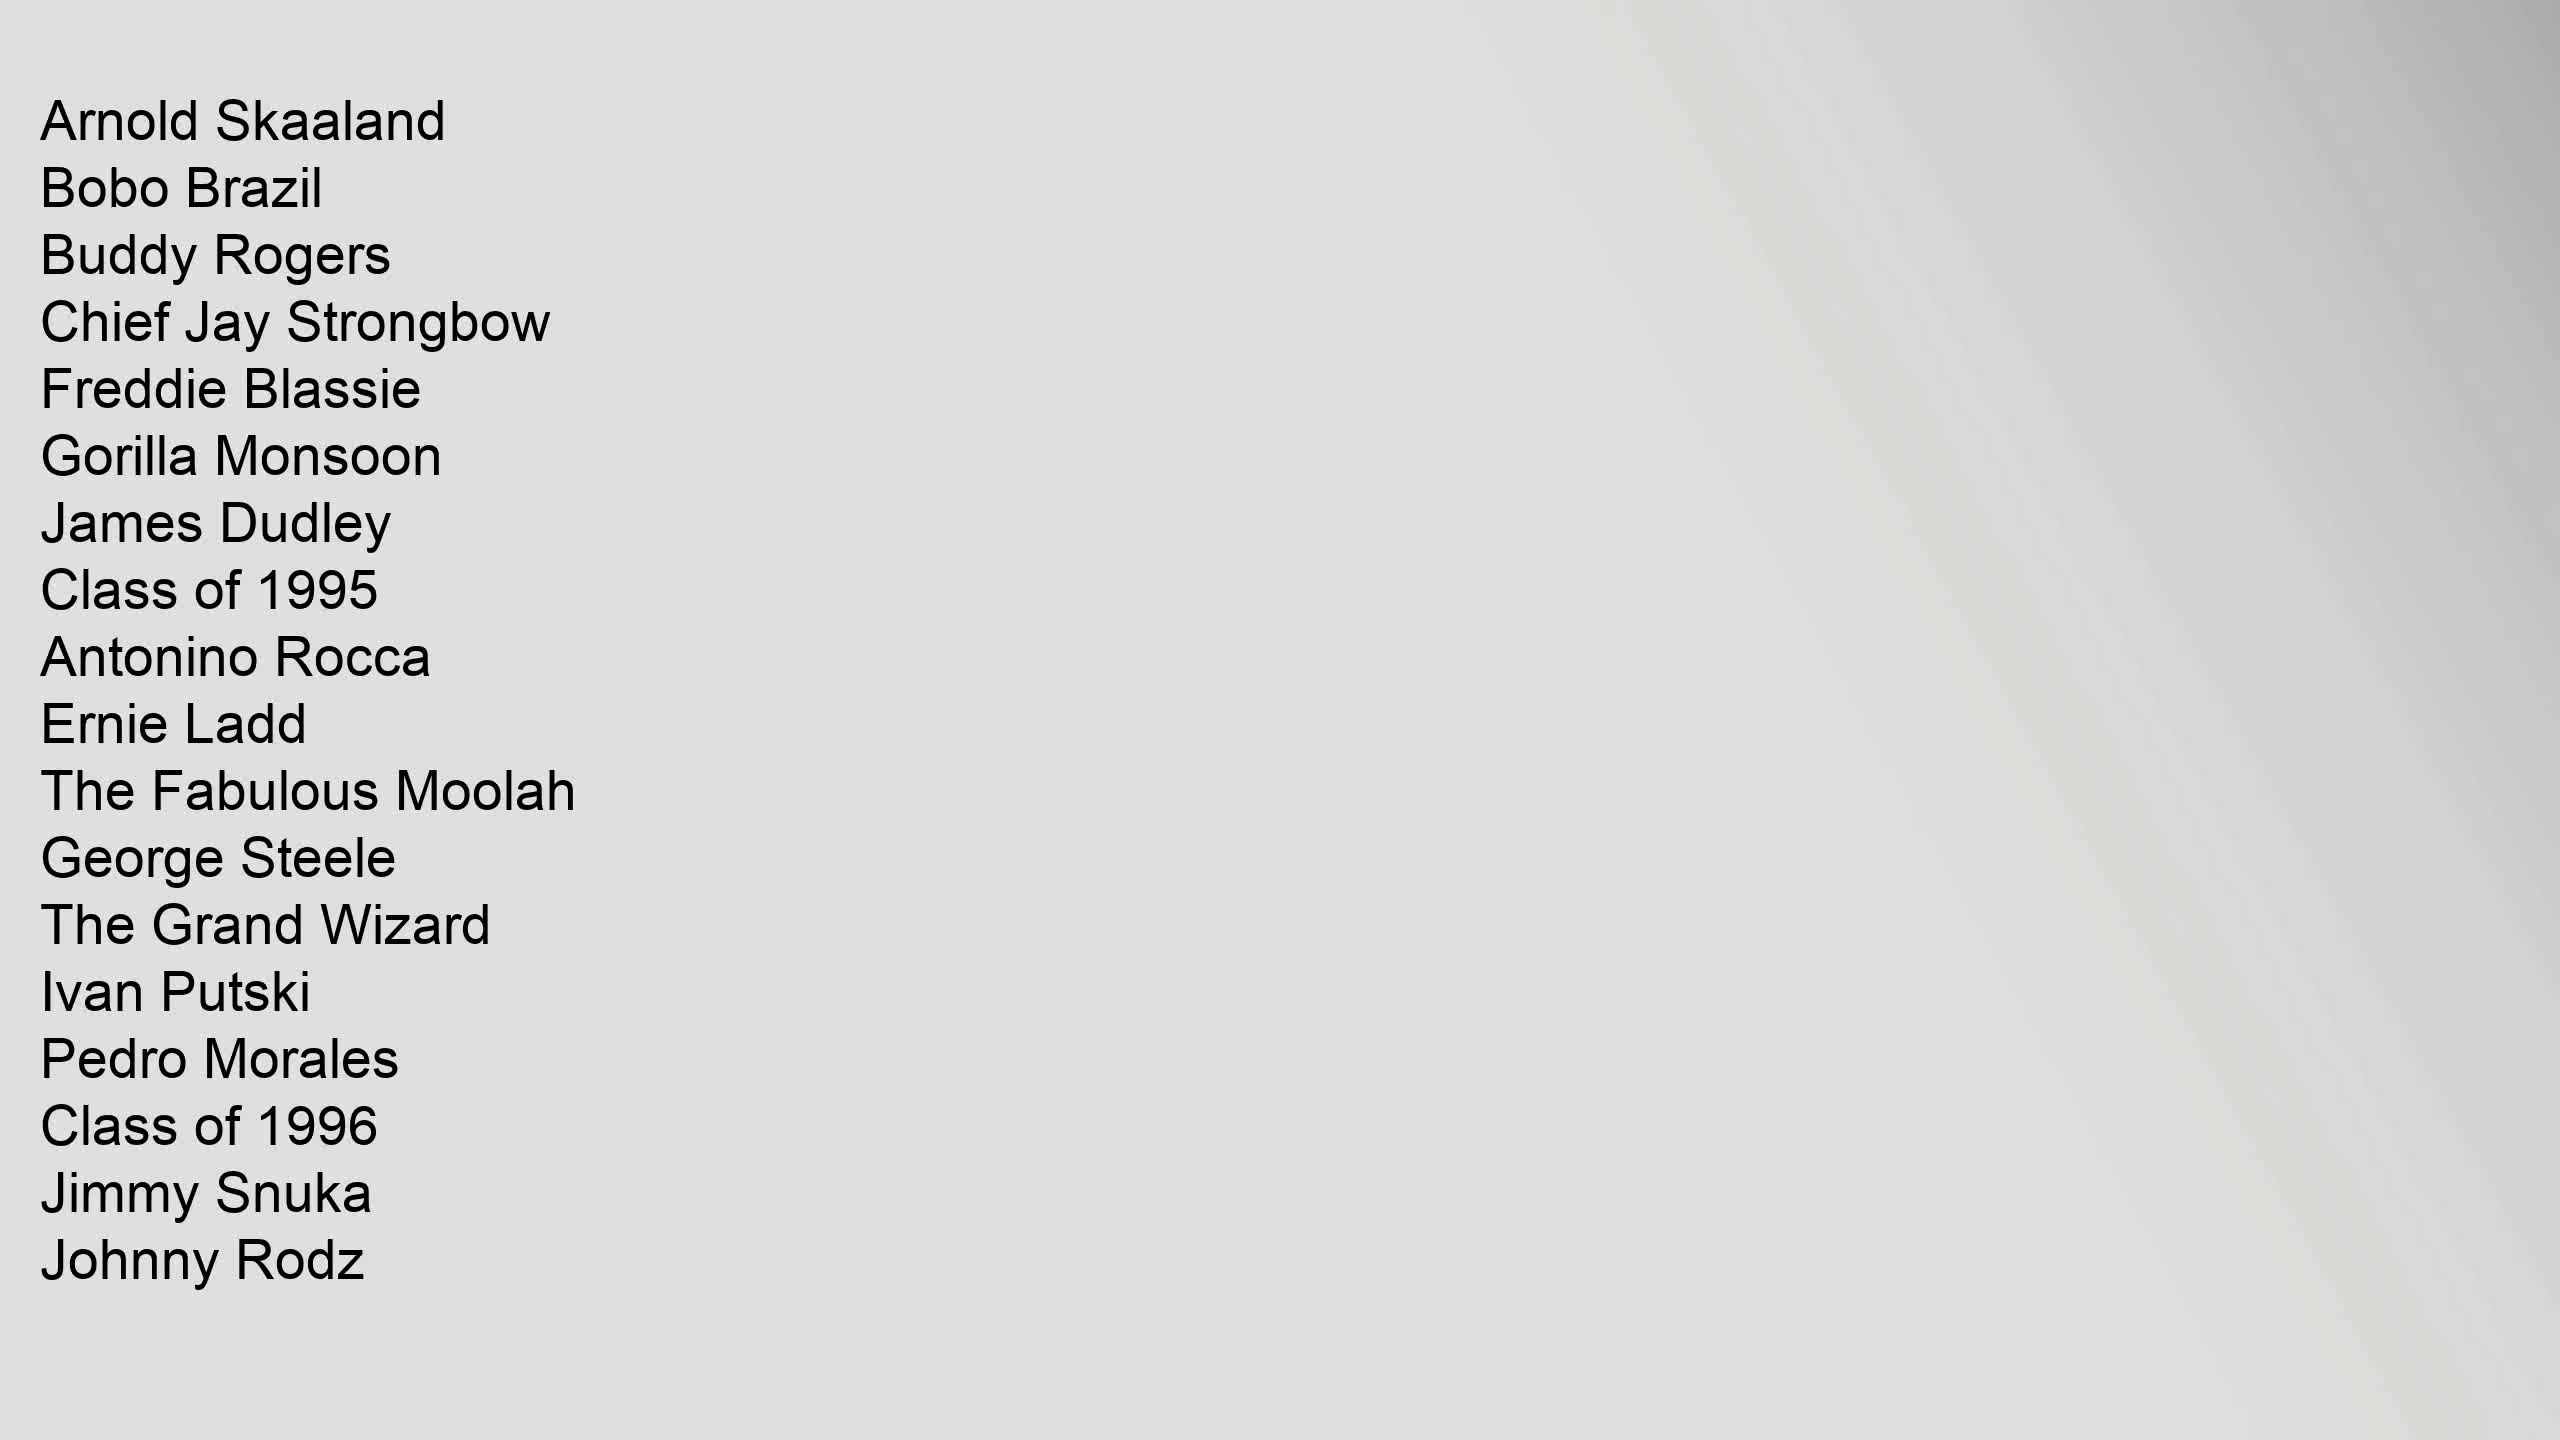 Arnold Skaaland
Bobo Brazil
Buddy Rogers
Chief Jay Strongbow
Freddie Blassie
Gorilla Monsoon
James Dudley
Class of 1995
Antonino Rocca
Ernie Ladd
The Fabulous Moolah
George Steele
The Grand Wizard
Ivan Putski
Pedro Morales
Class of 1996
Jimmy Snuka
Johnny Rodz